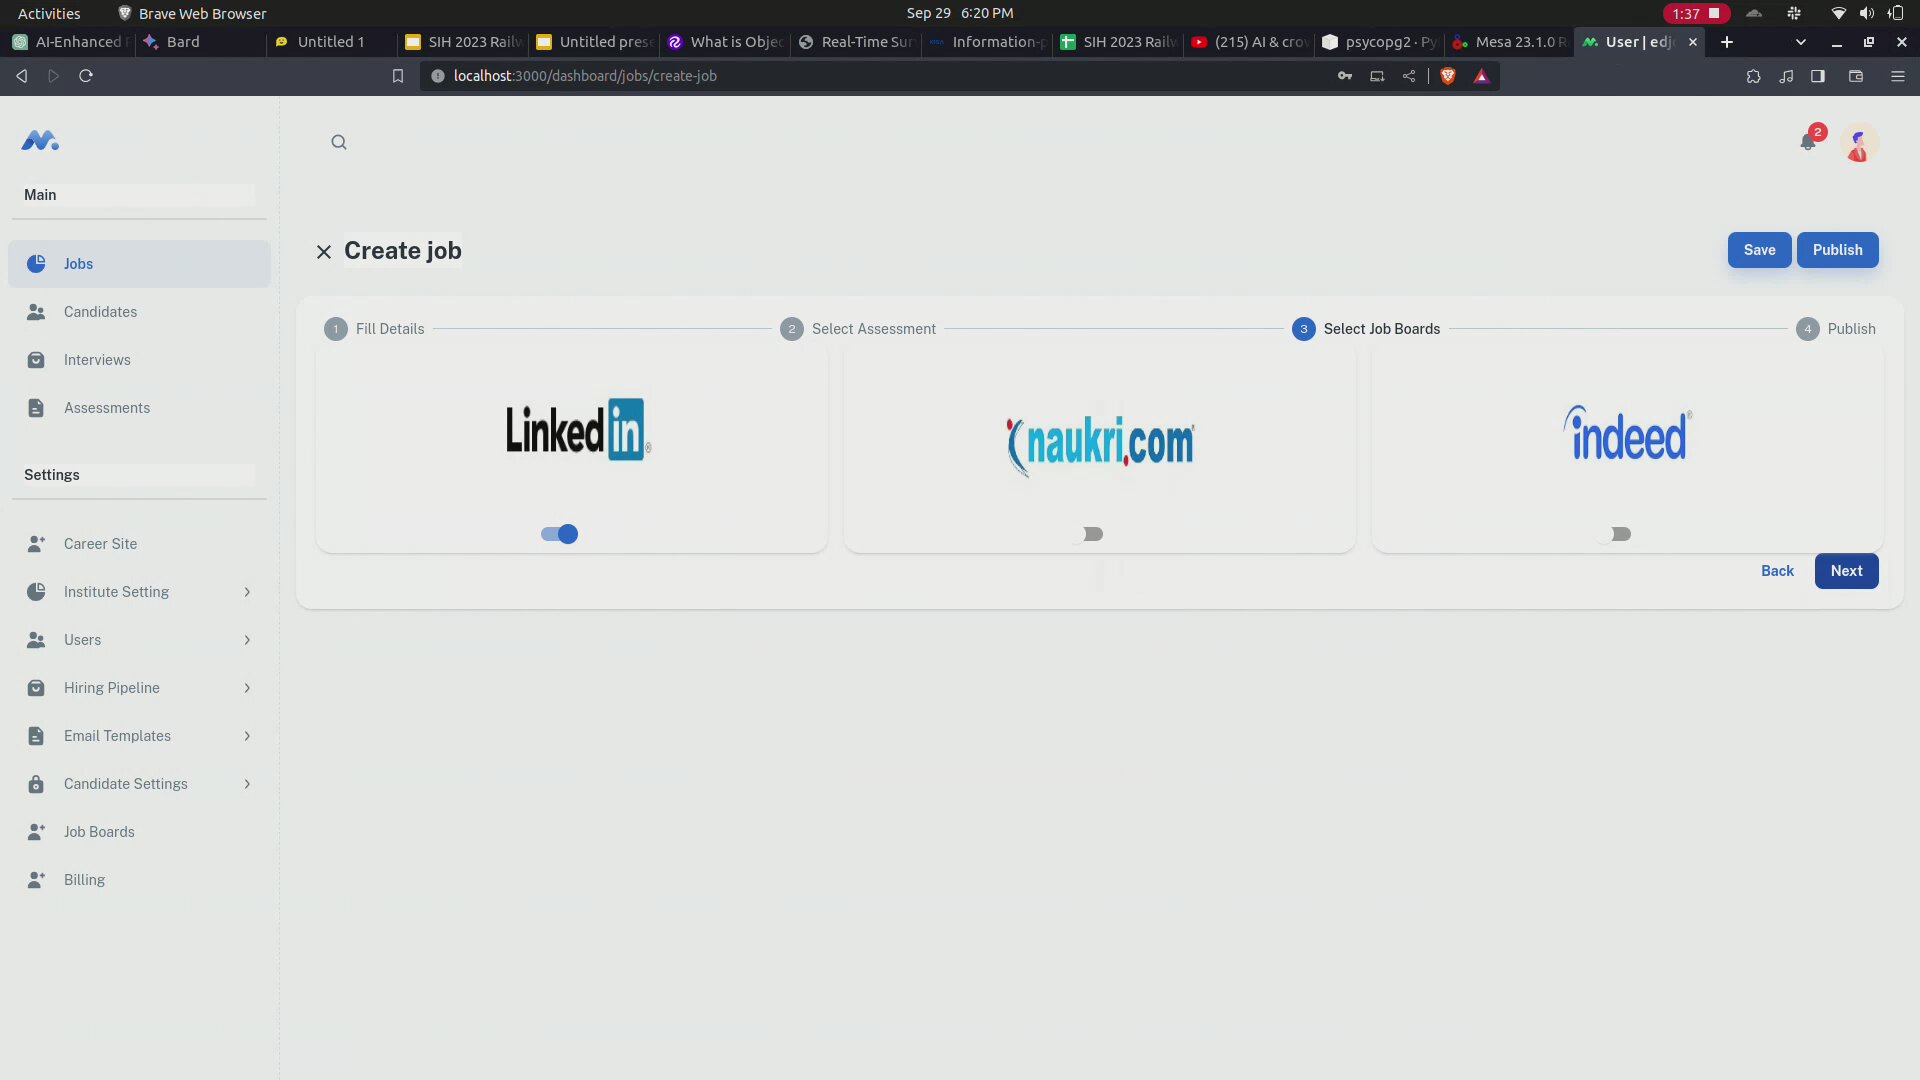 Activities
Brave Web Browser
Sep 29 6:20 PM
1:37
AI-Enhanced
Bard
Untitled 1
SIH 2023 Railw
Untitled prese
What is Objec
Real-Time Sur
Information-p
SIH 2023 Railw
(215) AI & crow
psycopg2 · Py
Mesa 23.1.0 R
User | edj
localhost:3000/dashboard/jobs/create-job
2
Main
Create job
Save
Publish
Jobs
Candidates
Interviews
Assessments
1 Fill Details
2 Select Assessment
3 Select Job Boards
4 Publish
Linked in ®
naukri.com
indeed ®
Settings
Back
Next
Career Site
Institute Setting
Users
Hiring Pipeline
Email Templates
Candidate Settings
Job Boards
Billing